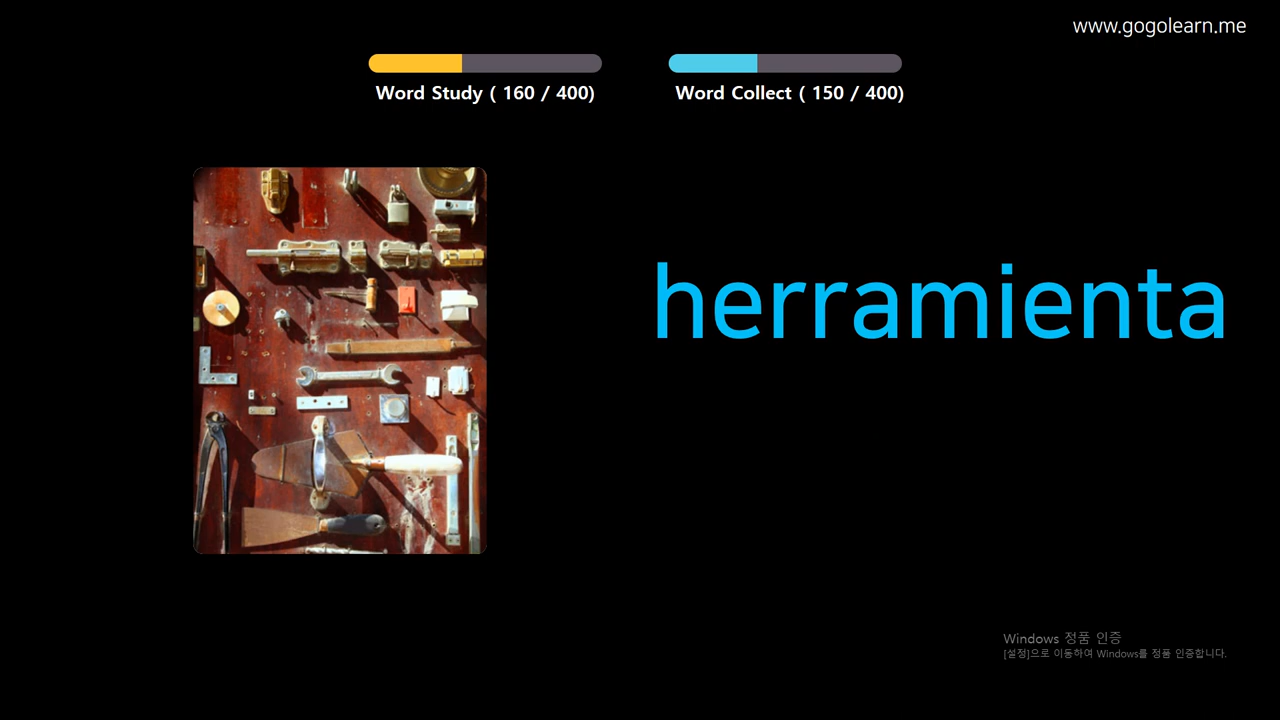 www.gogolearn.me
Word Study ( 160 / 400)
Word Collect ( 150 / 400)
herramienta
Windows 정품 인증
[설정]으로 이동하여 Windows를 정품 인증합니다.